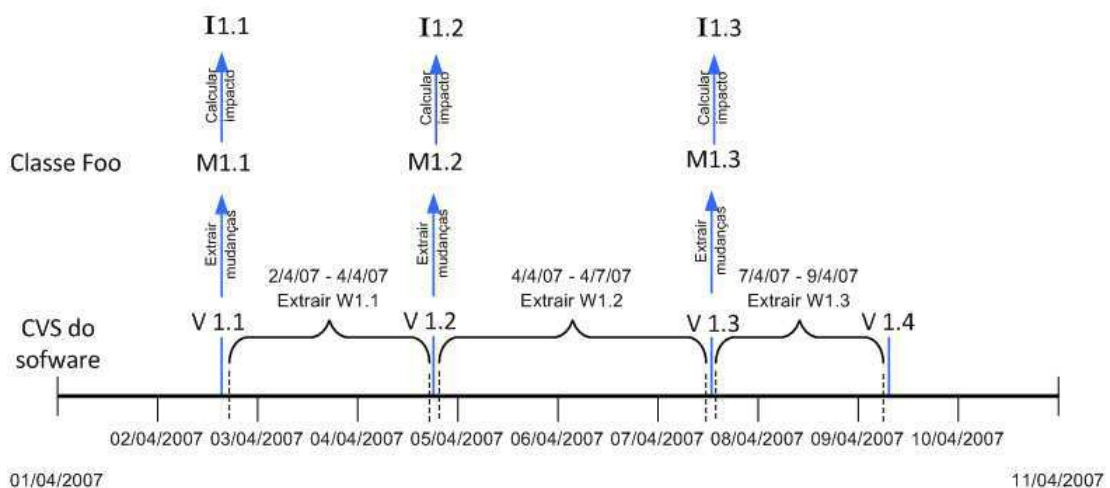 I1.1
I1.2
I1.3
Calcular
impacto
Calcular
impacto
Calcular
impacto
Classe Foo
M1.1
M1.2
M1.3
Extrair
mudanças
Extrair
mudanças
Extrair
mudanças
2/4/07 - 4/4/07
Extrair W1.1
4/4/07 - 4/7/07
Extrair W1.2
7/4/07 - 9/4/07
Extrair W1.3
CVS do
sofware
V 1.1
V 1.2
V 1.3
V 1.4
02/04/2007
03/04/2007
04/04/2007
05/04/2007
06/04/2007
07/04/2007
08/04/2007
09/04/2007
10/04/2007
01/04/2007
11/04/2007